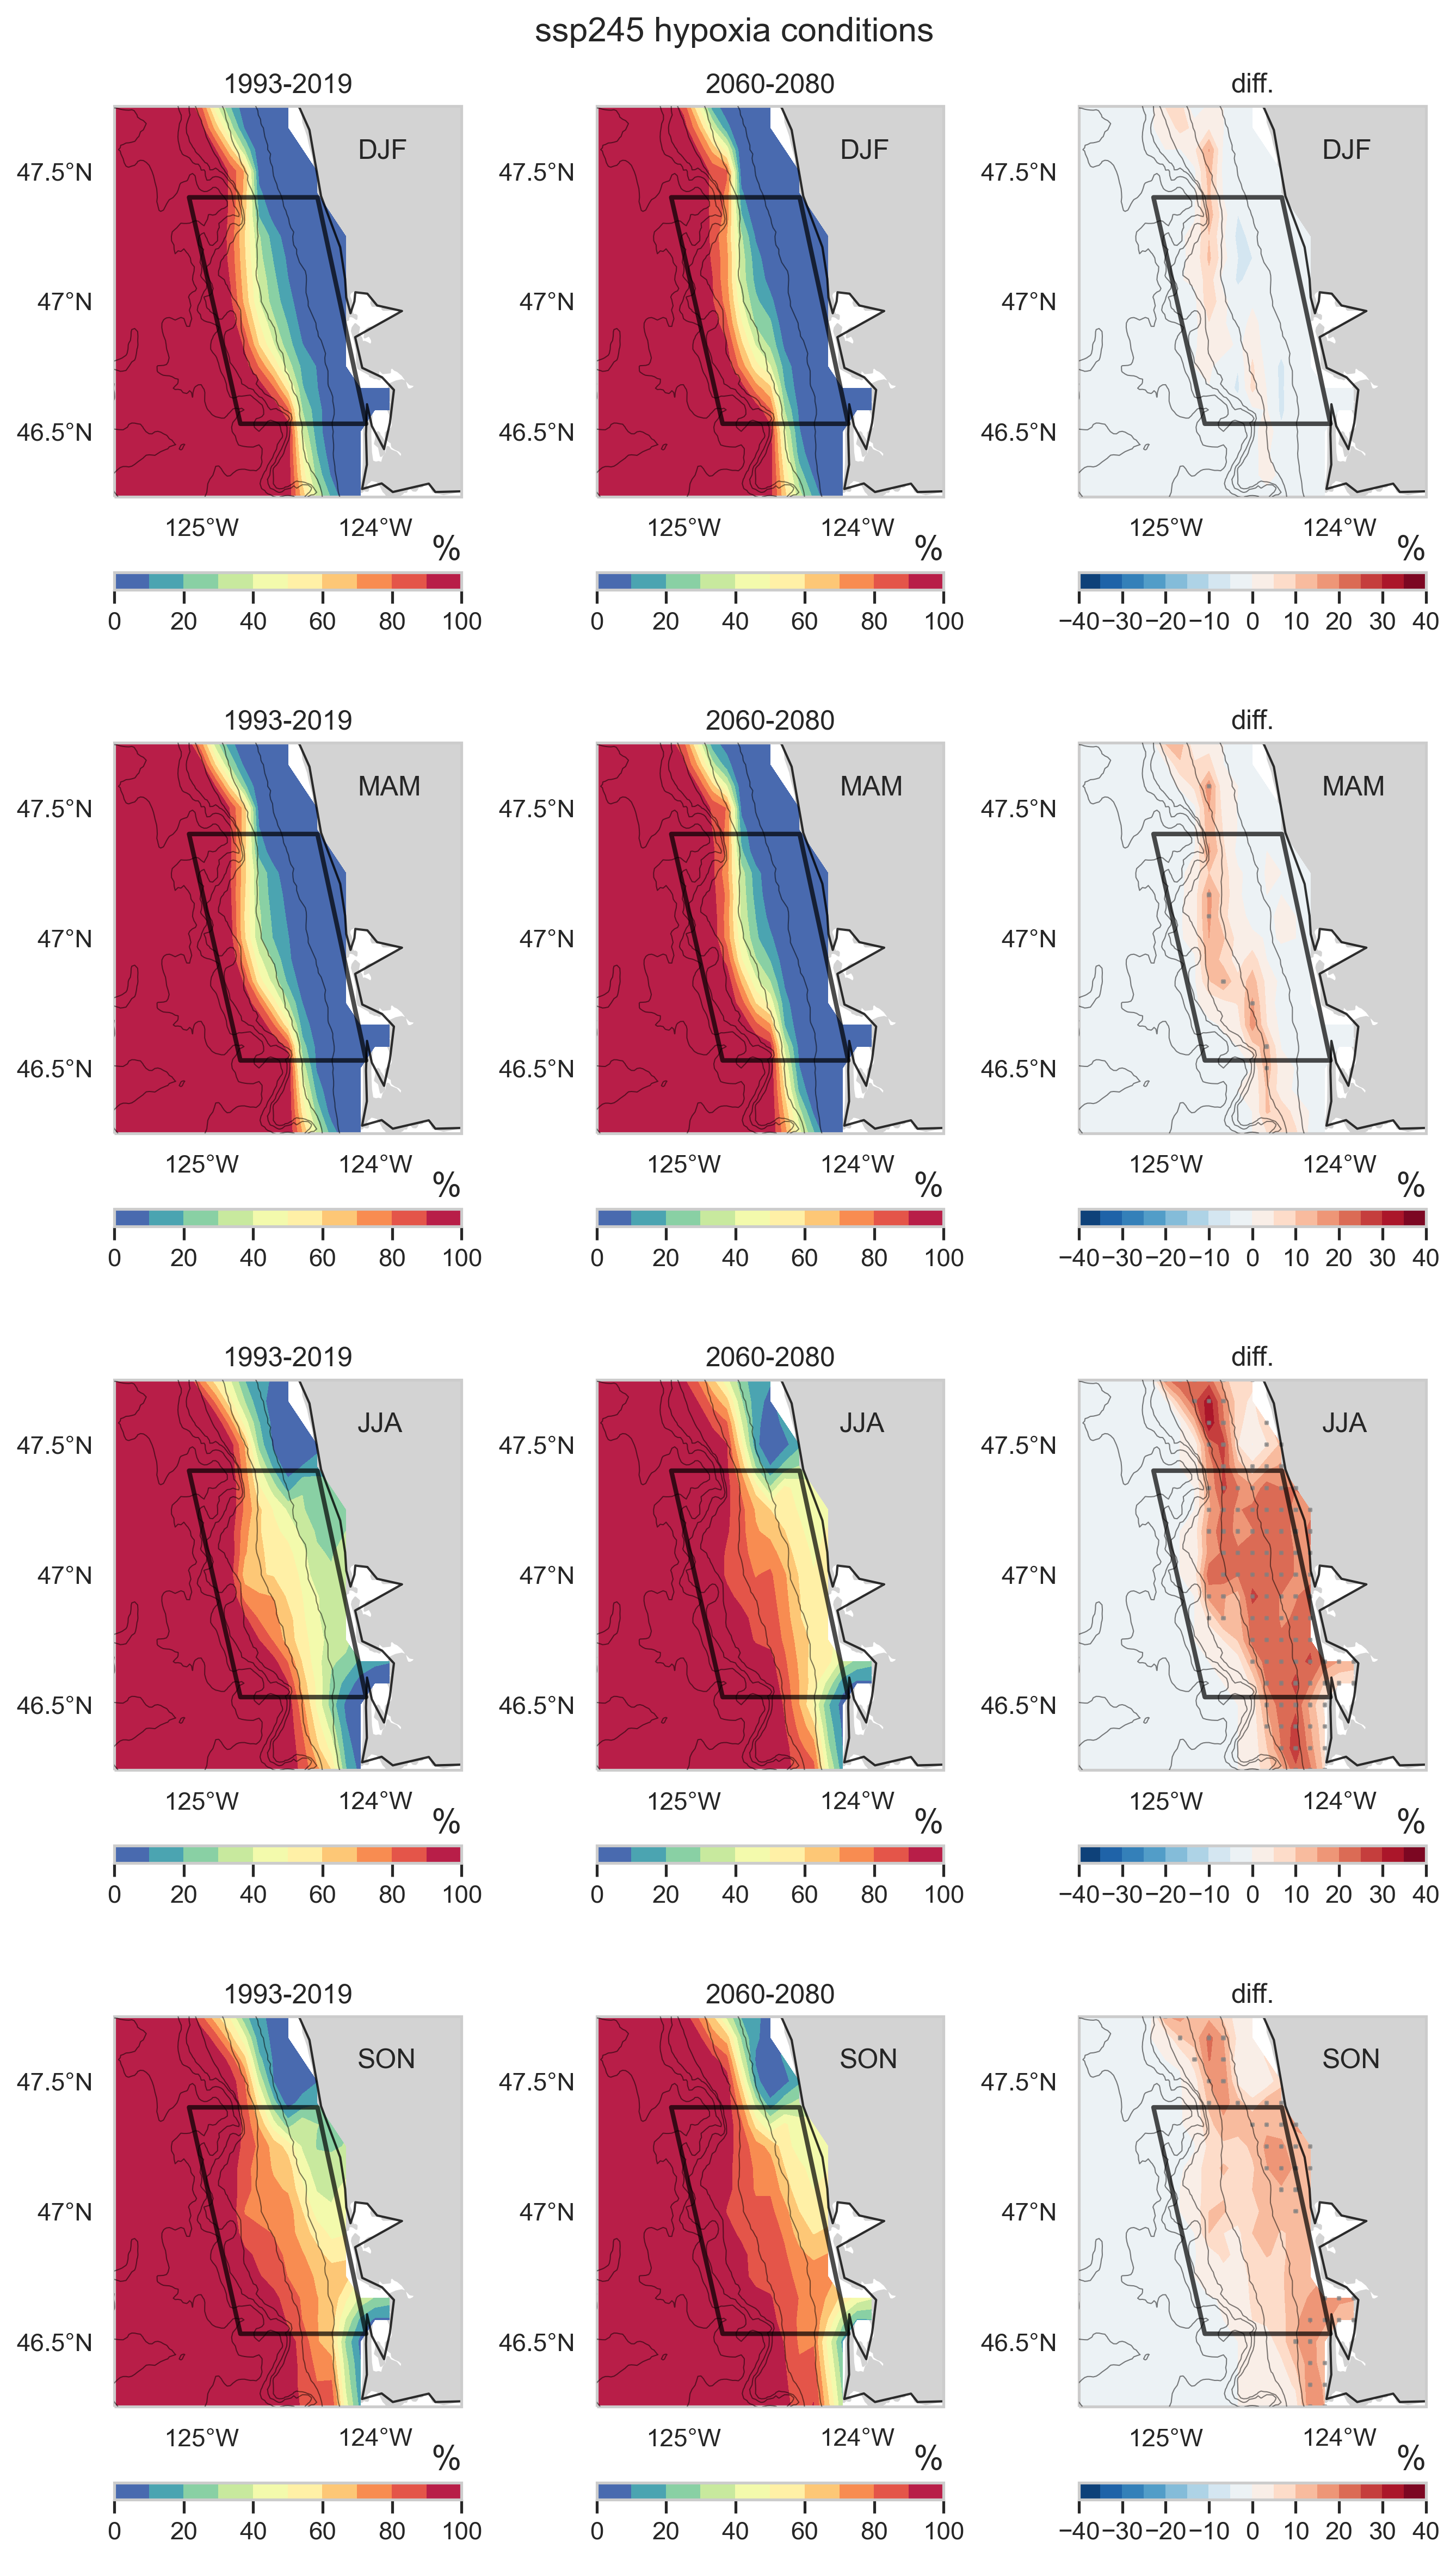 ssp245 hypoxia conditions
1993-2019 2060-2080 diff.
DJF DJF DJF
47.5°N 47.5°N 47.5°N
47°N 47°N 47°N
46.5°N 46.5°N 46.5°N
125°W 124°W 125°W 124°W 125°W 124°W
% % %
0 20 40 60 80 100 0 20 40 60 80 100 −40 −30 −20 −10 0 10 20 30 40
1993-2019 2060-2080 diff.
MAM MAM MAM
47.5°N 47.5°N 47.5°N
47°N 47°N 47°N
46.5°N 46.5°N 46.5°N
125°W 124°W 125°W 124°W 125°W 124°W
% % %
0 20 40 60 80 100 0 20 40 60 80 100 −40 −30 −20 −10 0 10 20 30 40
1993-2019 2060-2080 diff.
JJA JJA JJA
47.5°N 47.5°N 47.5°N
47°N 47°N 47°N
46.5°N 46.5°N 46.5°N
125°W 124°W 125°W 124°W 125°W 124°W
% % %
0 20 40 60 80 100 0 20 40 60 80 100 −40 −30 −20 −10 0 10 20 30 40
1993-2019 2060-2080 diff.
SON SON SON
47.5°N 47.5°N 47.5°N
47°N 47°N 47°N
46.5°N 46.5°N 46.5°N
125°W 124°W 125°W 124°W 125°W 124°W
% % %
0 20 40 60 80 100 0 20 40 60 80 100 −40 −30 −20 −10 0 10 20 30 40